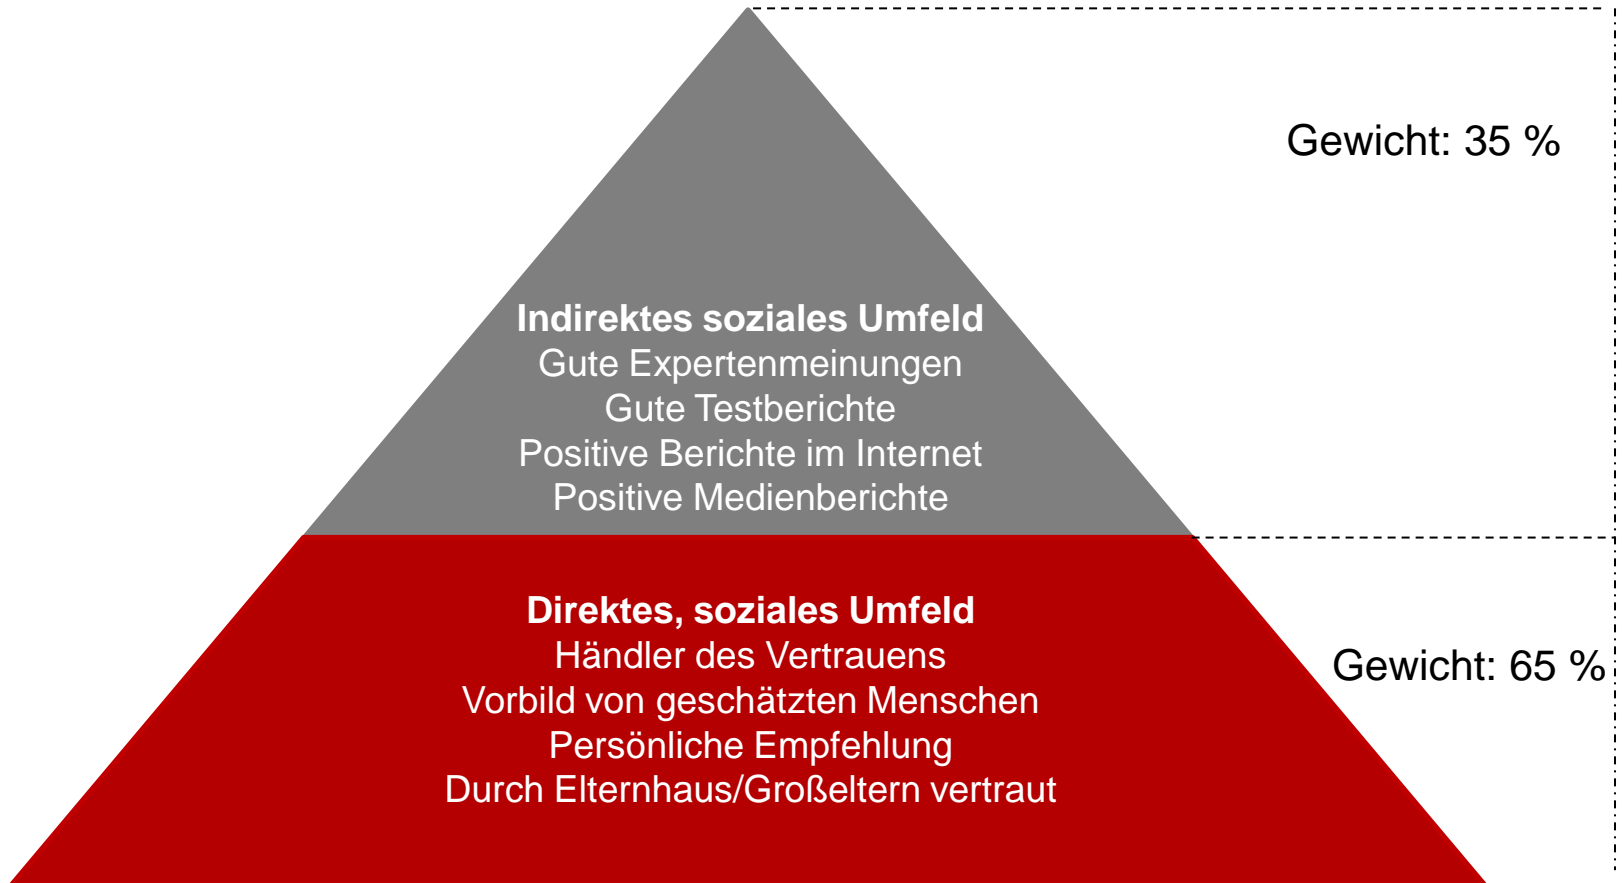 Gewicht: 35 %
Indirektes soziales Umfeld
Gute Expertenmeinungen
Gute Testberichte
Positive Berichte im Internet
Positive Medienberichte
Direktes, soziales Umfeld
Händler des Vertrauens
Gewicht: 65 %
Vorbild von geschätzten Menschen
Persönliche Empfehlung
Durch Elternhaus/Großeltern vertraut